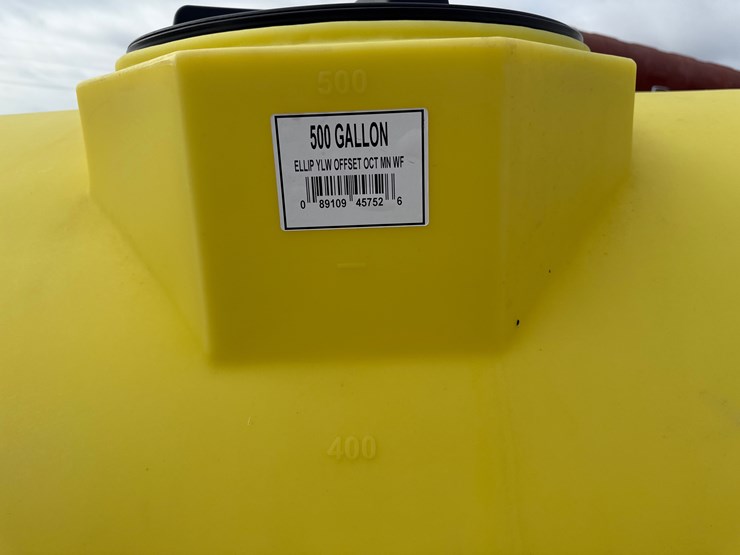 500
500 GALLON
ELLIP YLW OFFSET OCT MN WF
0 89109 45752 6
400